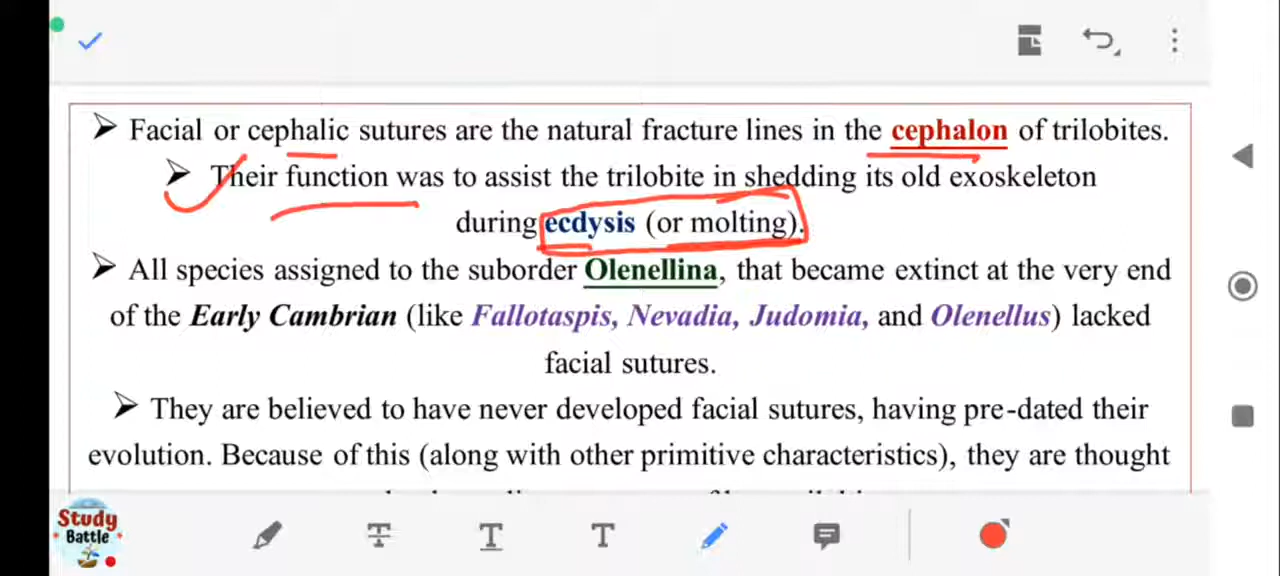 ➢ Facial or cephalic sutures are the natural fracture lines in the cephalon of trilobites.
➢ Their function was to assist the trilobite in shedding its old exoskeleton
during ecdysis (or molting).
➢ All species assigned to the suborder Olenellina, that became extinct at the very end
of the Early Cambrian (like Fallotaspis, Nevadia, Judomia, and Olenellus) lacked
facial sutures.
➢ They are believed to have never developed facial sutures, having pre-dated their
evolution. Because of this (along with other primitive characteristics), they are thought
Study
Battle
T
T
T